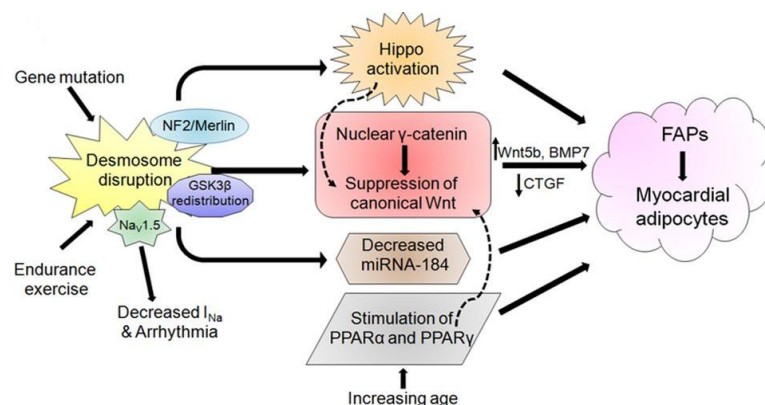 Gene mutation
NF2/Merlin
Desmosome
disruption
GSK3β
redistribution
Naᵥ1.5
Endurance
exercise
Decreased I_Na
& Arrhythmia
Hippo
activation
Nuclear γ-catenin
Suppression of
canonical Wnt
Decreased
miRNA-184
Stimulation of
PPARα and PPARγ
Increasing age
Wnt5b, BMP7
CTGF
FAPs
Myocardial
adipocytes